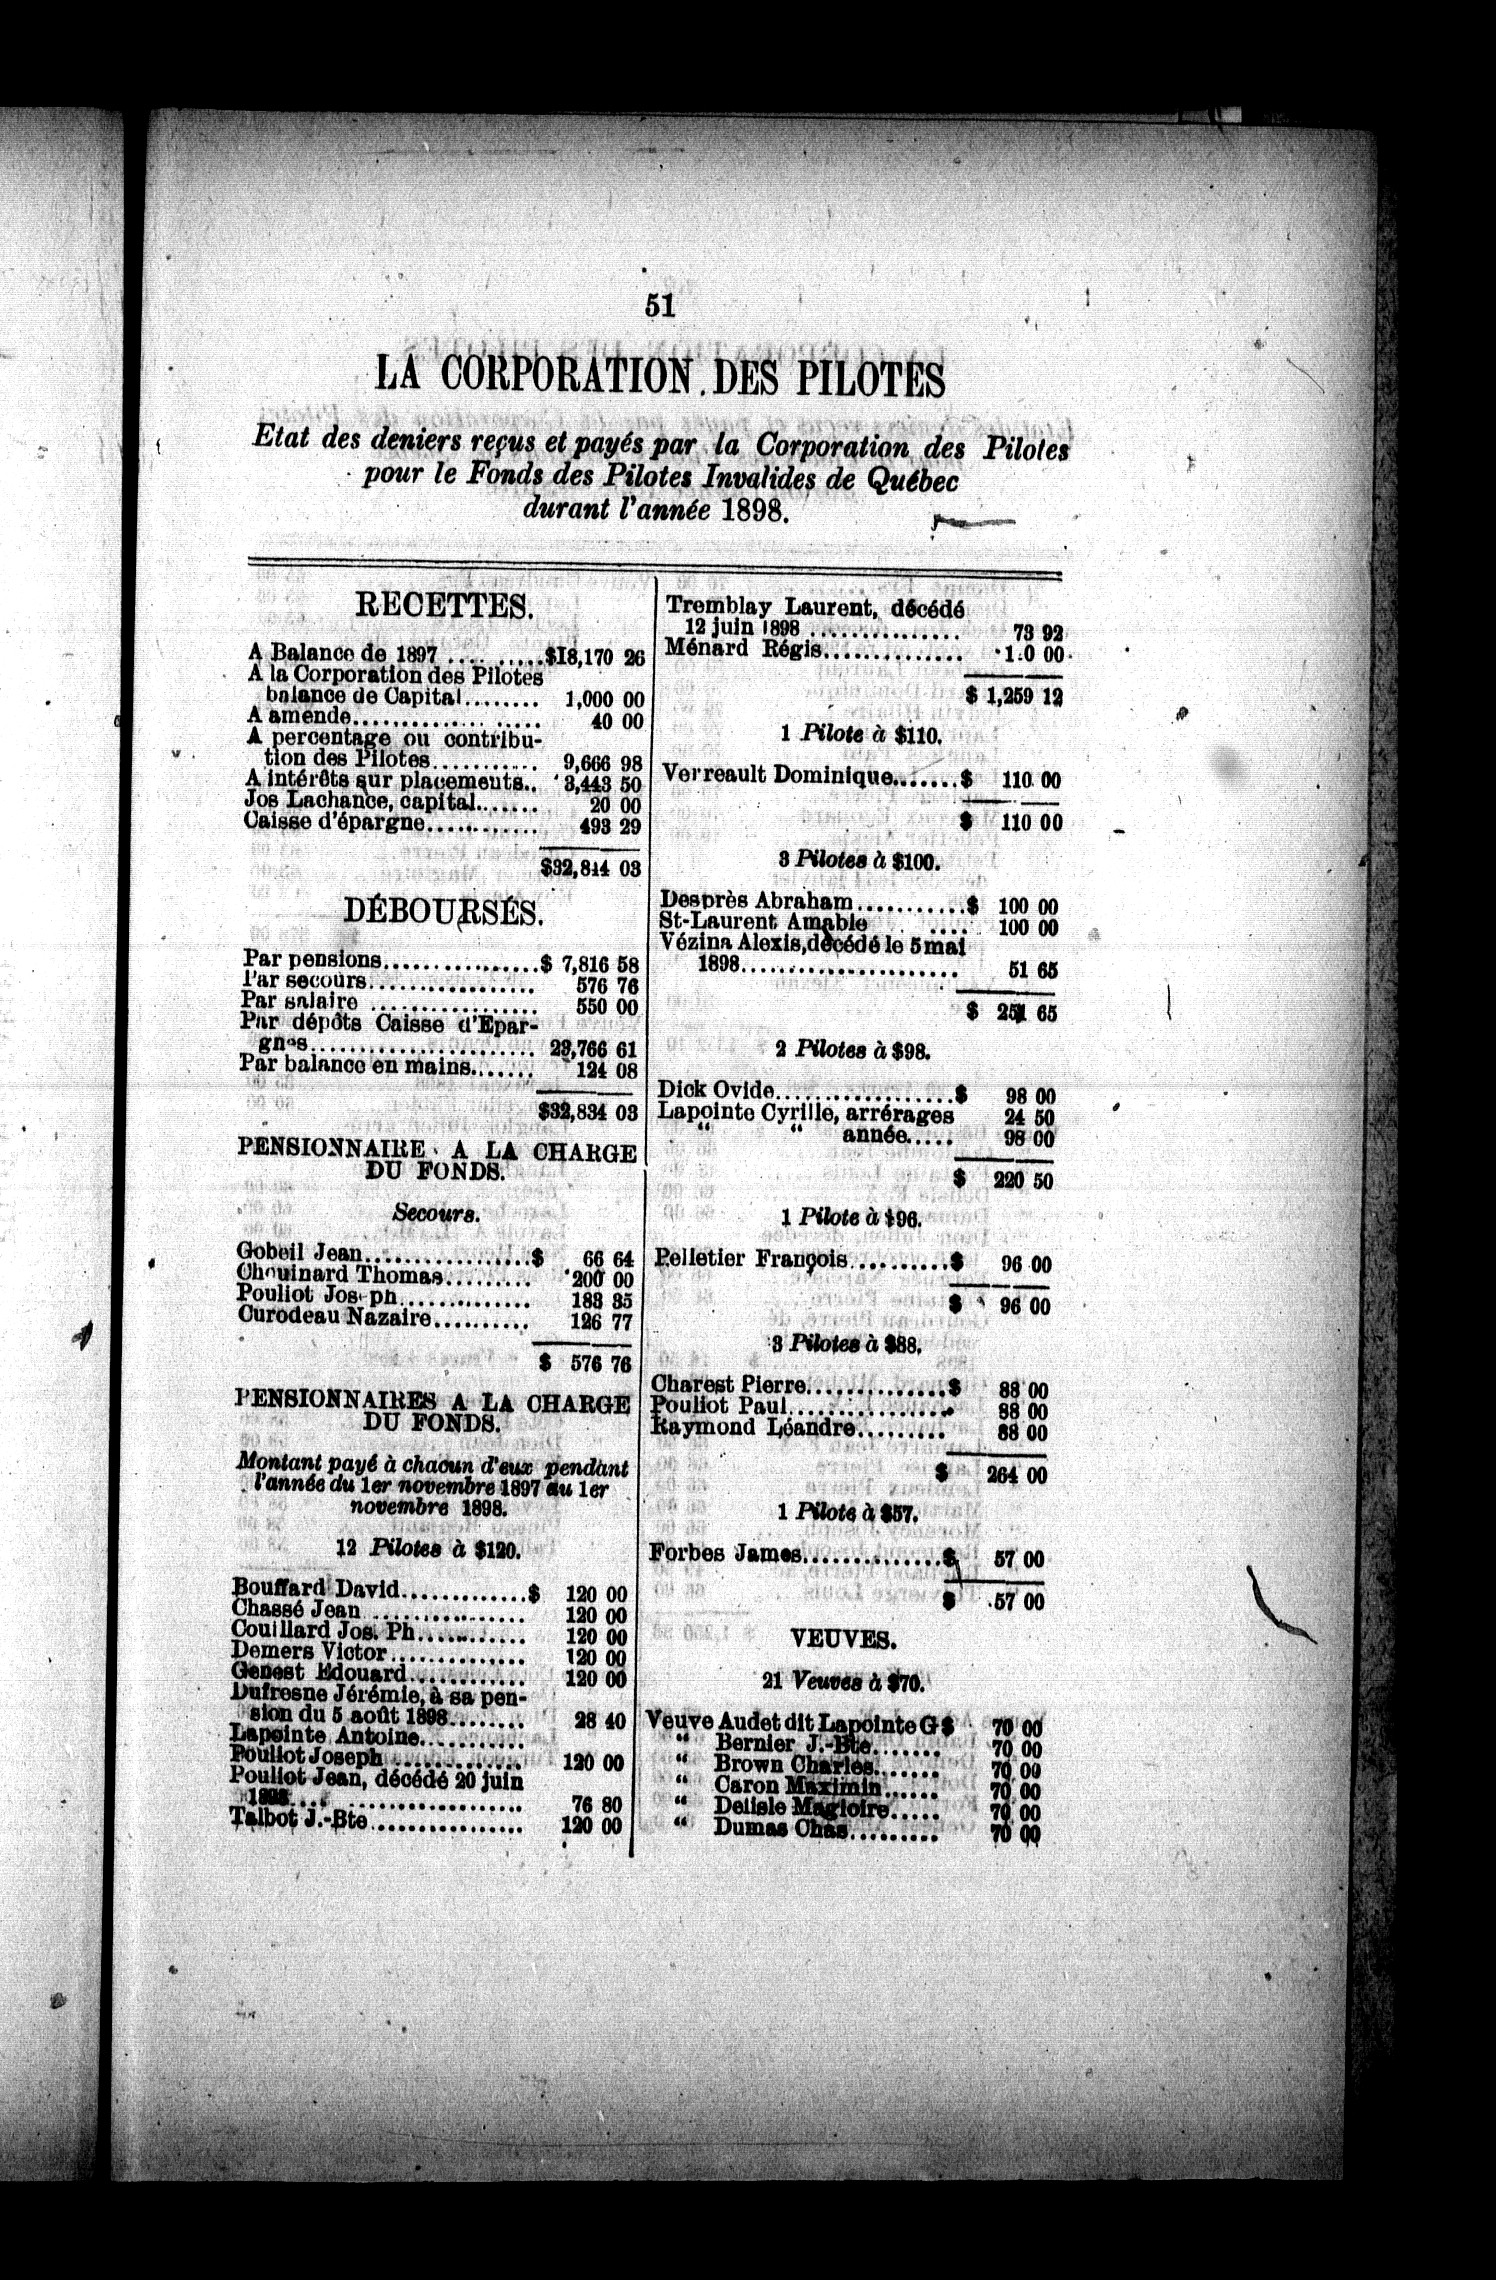 51
LA CORPORATION DES PILOTES
Etat des deniers reçus et payés par la Corporation des Pilotes
pour le Fonds des Pilotes Invalides de Québec
durant l'année 1898.
RECETTES.
A Balance de 1897 .... ......$18,170 26
A la Corporation des Pilotes
balance de Capital........ 1,000 00
A amende............. ..... 40 00
A percentage ou contribu-
tion des Pilotes........... 9,666 98
A intérêts sur placements.. 3,443 50
Jos Lachance, capital....... 20 00
Caisse d'épargne............ 493 29
$32,834 03
DÉBOURSÉS.
Par pensions................$ 7,816 58
Par secours................. 576 76
Par salaire ................. 550 00
Par dépôts Caisse d'Epar-
gnes....................... 23,766 61
Par balance en mains....... 124 08
$32,834 03
PENSIONNAIRE A LA CHARGE
DU FONDS.
Secours.
Gobeil Jean.................$ 66 64
Chouinard Thomas......... 200 00
Pouliot Joseph.............. 183 35
Curodeau Nazaire.......... 126 77
$ 576 76
PENSIONNAIRES A LA CHARGE
DU FONDS.
Montant payé à chacun d'eux pendant
l'année du 1er novembre 1897 au 1er
novembre 1898.
12 Pilotes à $120.
Bouffard David.............$ 120 00
Chassé Jean ................ 120 00
Couillard Jos. Ph........... 120 00
Demers Victor.............. 120 00
Genest Edouard............ 120 00
Dufresne Jérémie, à sa pen-
sion du 5 août 1898........ 28 40
Lapointe Antoine...........
Pouliot Joseph.............. 120 00
Pouliot Jean, décédé 20 juin
1898.... .................. 76 80
Talbot J.-Bte................ 120 00
Tremblay Laurent, décédé
12 juin 1898 ............... 73 92
Ménard Régis.............. 1.0 00
$ 1,259 12
1 Pilote à $110.
Verreault Dominique.......$ 110 00
$ 110 00
3 Pilotes à $100.
Desprès Abraham...........$ 100 00
St-Laurent Amable .... 100 00
Vézina Alexis, décédé le 5 mai
1898...................... 51 65
$ 251 65
2 Pilotes à $98.
Dick Ovide..................$ 98 00
Lapointe Cyrille, arrérages 24 50
" " année..... 98 00
$ 220 50
1 Pilote à $96.
Pelletier François..........$ 96 00
$ 96 00
3 Pilotes à $88.
Charest Pierre..............$ 88 00
Pouliot Paul................ 88 00
Raymond Léandre......... 88 00
$ 264 00
1 Pilote à $57.
Forbes James..............$ 57 00
$ 57 00
VEUVES.
21 Veuves à $70.
Veuve Audet dit Lapointe G $ 70 00
" Bernier J.-Bte....... 70 00
" Brown Charles....... 70 00
" Caron Maximin...... 70 00
" Delisle Magloire..... 70 00
" Dumas Chas......... 70 00